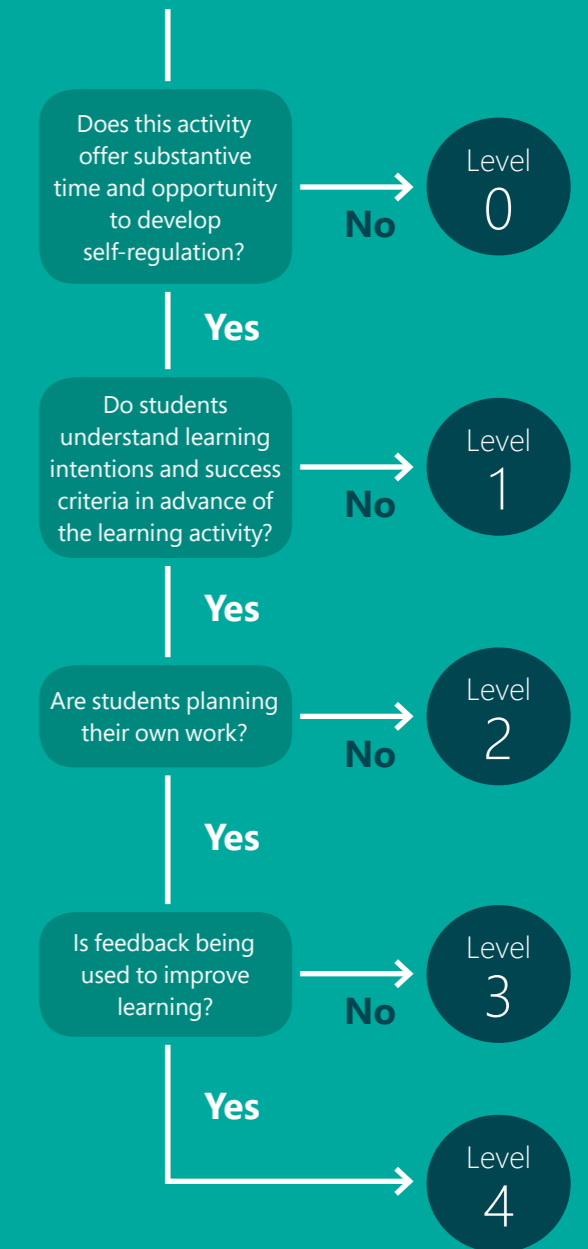 Does this activity
offer substantive
time and opportunity
to develop
self-regulation?
No
Level
0
Yes
Do students
understand learning
intentions and success
criteria in advance of
the learning activity?
No
Level
1
Yes
Are students planning
their own work?
No
Level
2
Yes
Is feedback being
used to improve
learning?
No
Level
3
Yes
Level
4